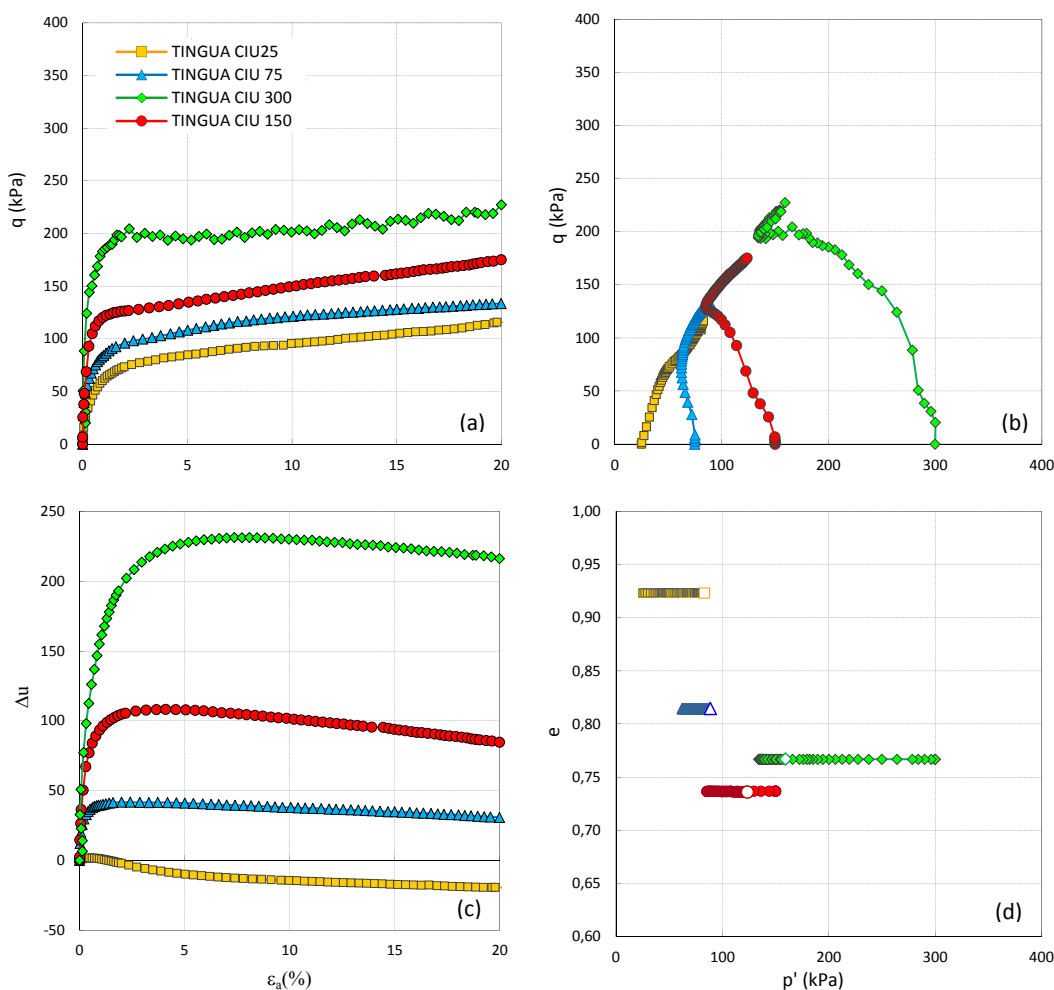 400
350
300
250
200
150
100
50
0
q (kPa)
TINGUA CIU25
TINGUA CIU 75
TINGUA CIU 300
TINGUA CIU 150
(a)
0 5 10 15 20
400
350
300
250
200
150
100
50
0
q (kPa)
(b)
0 100 200 300 400
250
200
150
100
50
0
-50
Δu
(c)
0 5 10 15 20
εa(%)
1,00
0,95
0,90
0,85
0,80
0,75
0,70
0,65
0,60
e
(d)
0 100 200 300 400
p' (kPa)